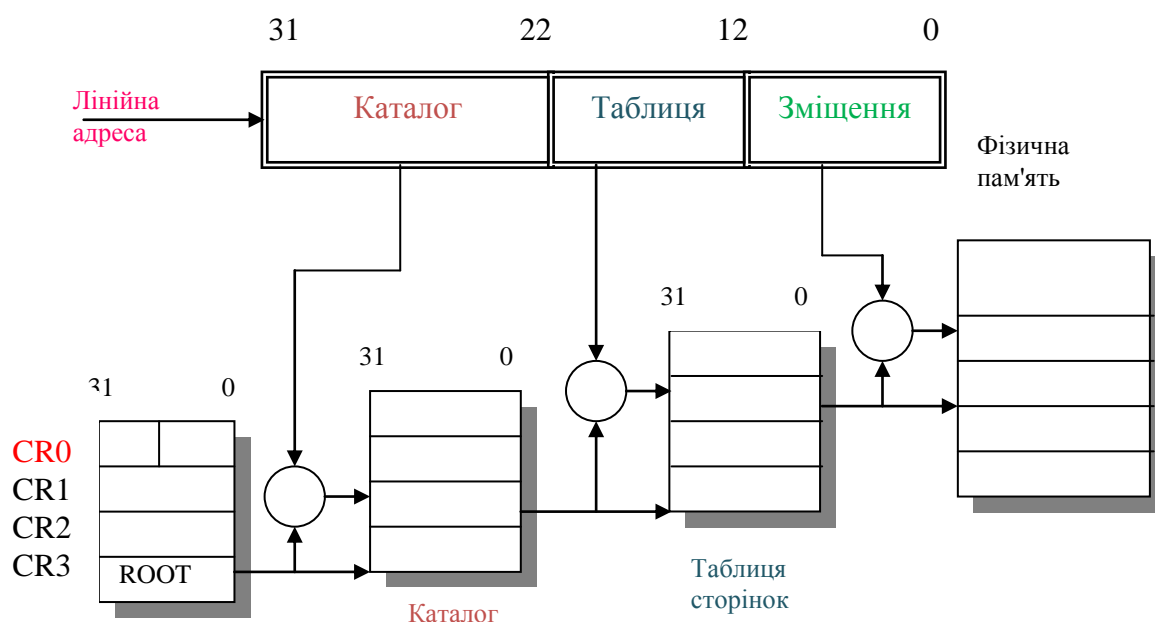 31 22 12 0
Лінійна
адреса
Каталог Таблиця Зміщення
Фізична
пам'ять
31 0
31 0
31 0
CR0
CR1
CR2
CR3 ROOT
Каталог
Таблиця
сторінок